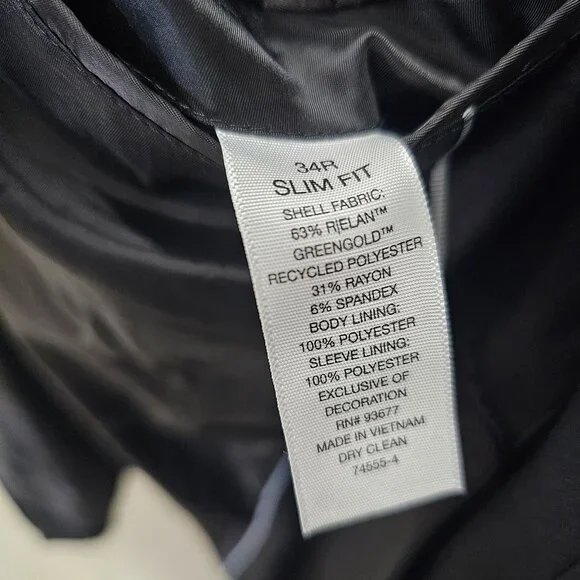 34R
SLIM FIT
SHELL FABRIC:
63% R|ELAN™
GREENGOLD™
RECYCLED POLYESTER
31% RAYON
6% SPANDEX
BODY LINING:
100% POLYESTER
SLEEVE LINING:
100% POLYESTER
EXCLUSIVE OF
DECORATION
RN# 93677
MADE IN VIETNAM
DRY CLEAN
74555-4